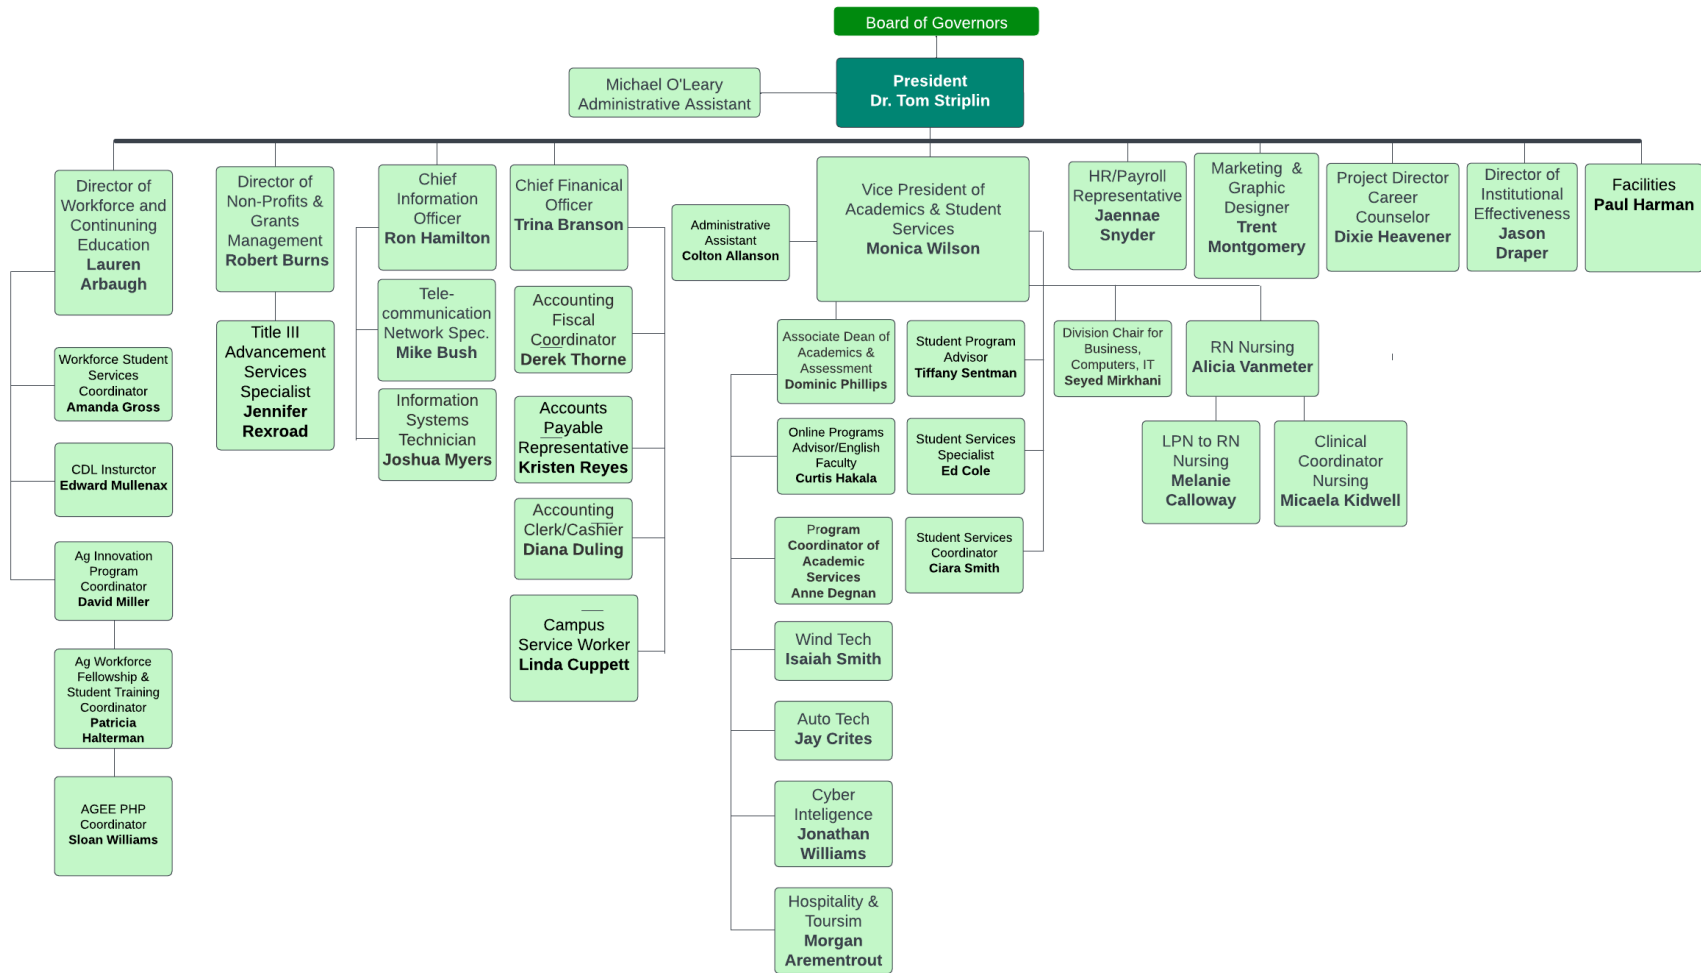 Board of Governors
President
Dr. Tom Striplin
Michael O'Leary
Administrative Assistant
Director of
Workforce and
Continuning
Education
Lauren
Arbaugh
Director of
Non-Profits &
Grants
Management
Robert Burns
Chief
Information
Officer
Ron Hamilton
Chief Finanical
Officer
Trina Branson
Administrative
Assistant
Colton Allanson
Vice President of
Academics & Student
Services
Monica Wilson
HR/Payroll
Representative
Jaennae
Snyder
Marketing &
Graphic
Designer
Trent
Montgomery
Project Director
Career
Counselor
Dixie Heavener
Director of
Institutional
Effectiveness
Jason
Draper
Facilities
Paul Harman
Workforce Student
Services
Coordinator
Amanda Gross
CDL Insturctor
Edward Mullenax
Ag Innovation
Program
Coordinator
David Miller
Ag Workforce
Fellowship &
Student Training
Coordinator
Patricia
Halterman
AGEE PHP
Coordinator
Sloan Williams
Title III
Advancement
Services
Specialist
Jennifer
Rexroad
Tele-
communication
Network Spec.
Mike Bush
Information
Systems
Technician
Joshua Myers
Accounting
Fiscal
Coordinator
Derek Thorne
Accounts
Payable
Representative
Kristen Reyes
Accounting
Clerk/Cashier
Diana Duling
Campus
Service Worker
Linda Cuppett
Associate Dean of
Academics &
Assessment
Dominic Phillips
Online Programs
Advisor/English
Faculty
Curtis Hakala
Program
Coordinator of
Academic
Services
Anne Degnan
Wind Tech
Isaiah Smith
Auto Tech
Jay Crites
Cyber
Inteligence
Jonathan
Williams
Hospitality &
Toursim
Morgan
Arementrout
Student Program
Advisor
Tiffany Sentman
Student Services
Specialist
Ed Cole
Student Services
Coordinator
Ciara Smith
Division Chair for
Business,
Computers, IT
Seyed Mirkhani
RN Nursing
Alicia Vanmeter
LPN to RN
Nursing
Melanie
Calloway
Clinical
Coordinator
Nursing
Micaela Kidwell